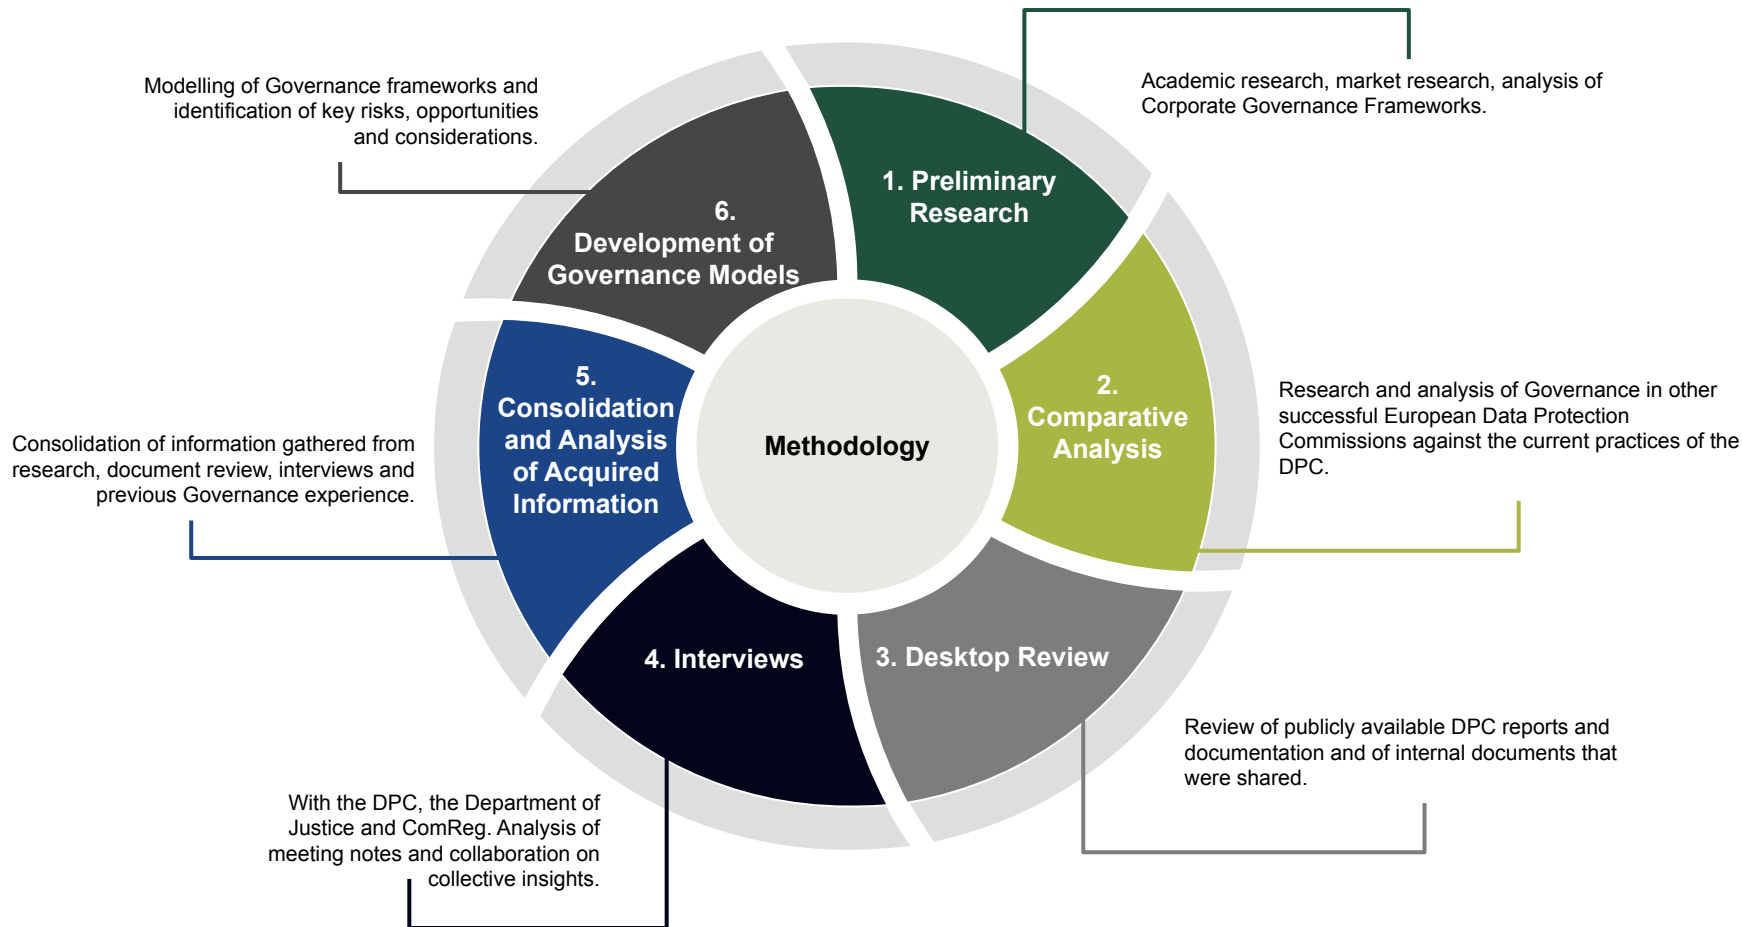 Academic research, market research, analysis of
Corporate Governance Frameworks.
1. Preliminary
Research
2.
Comparative
Analysis
Research and analysis of Governance in other
successful European Data Protection
Commissions against the current practices of the
DPC.
3. Desktop Review
Review of publicly available DPC reports and
documentation and of internal documents that
were shared.
4. Interviews
With the DPC, the Department of
Justice and ComReg. Analysis of
meeting notes and collaboration on
collective insights.
5.
Consolidation
and Analysis
of Acquired
Information
Consolidation of information gathered from
research, document review, interviews and
previous Governance experience.
6.
Development of
Governance Models
Modelling of Governance frameworks and
identification of key risks, opportunities
and considerations.
Methodology